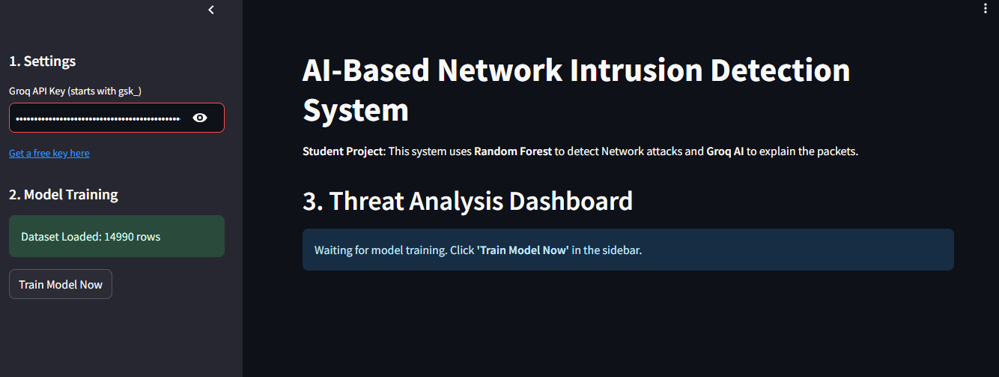 1. Settings
Groq API Key (starts with gsk_)
Get a free key here
2. Model Training
Dataset Loaded: 14990 rows
Train Model Now
AI-Based Network Intrusion Detection
System
Student Project: This system uses Random Forest to detect Network attacks and Groq AI to explain the packets.
3. Threat Analysis Dashboard
Waiting for model training. Click 'Train Model Now' in the sidebar.